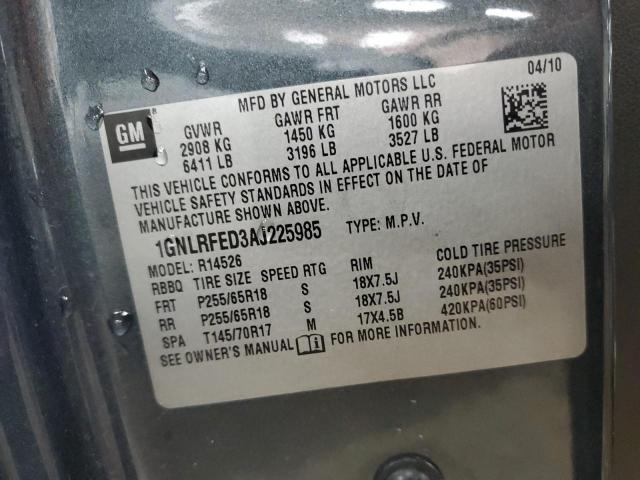 MFD BY GENERAL MOTORS LLC 04/10
GM GVWR GAWR FRT GAWR RR
2908 KG 1450 KG 1600 KG
6411 LB 3196 LB 3527 LB
THIS VEHICLE CONFORMS TO ALL APPLICABLE U.S. FEDERAL MOTOR
VEHICLE SAFETY STANDARDS IN EFFECT ON THE DATE OF
MANUFACTURE SHOWN ABOVE.
1GNLRFED3AJ225985 TYPE: M.P.V.
MODEL: R14526
RBBQ TIRE SIZE SPEED RTG RIM COLD TIRE PRESSURE
FRT P255/65R18 S 18X7.5J 240KPA(35PSI)
RR P255/65R18 S 18X7.5J 240KPA(35PSI)
SPA T145/70R17 M 17X4.5B 420KPA(60PSI)
SEE OWNER'S MANUAL FOR MORE INFORMATION.